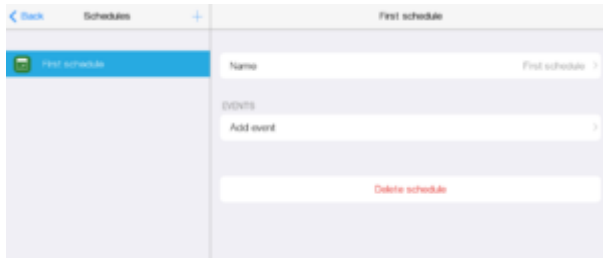 Back
Schedules
+
First schedule
First schedule
Name
First schedule
EVENTS
Add event
Delete schedule